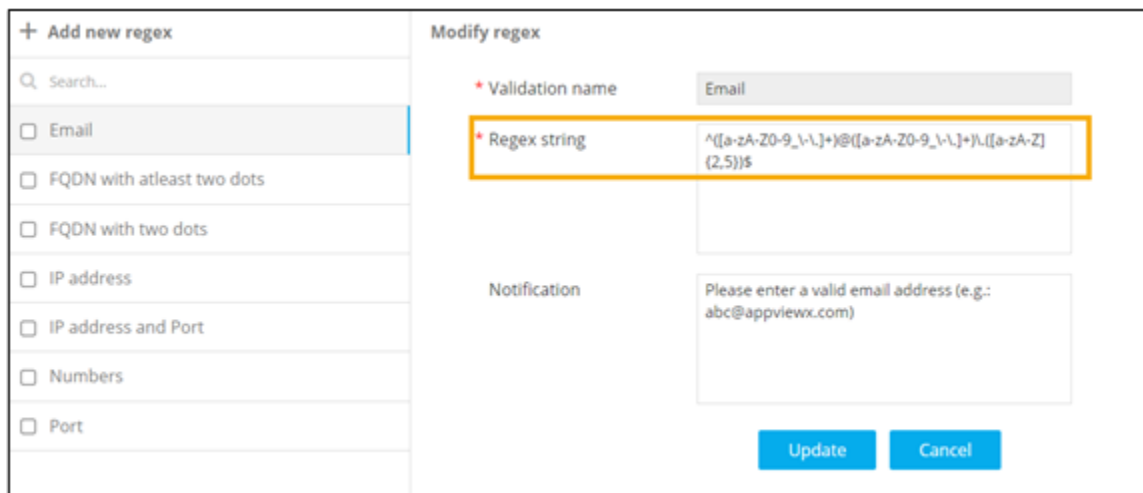 + Add new regex
Search...
Email
FQDN with atleast two dots
FQDN with two dots
IP address
IP address and Port
Numbers
Port
Modify regex
* Validation name
Email
* Regex string
^([a-zA-Z0-9_\-\.]+)@([a-zA-Z0-9_\-\.]+)\.([a-zA-Z]
{2,5})$
Notification
Please enter a valid email address (e.g.:
abc@appviewx.com)
Update
Cancel